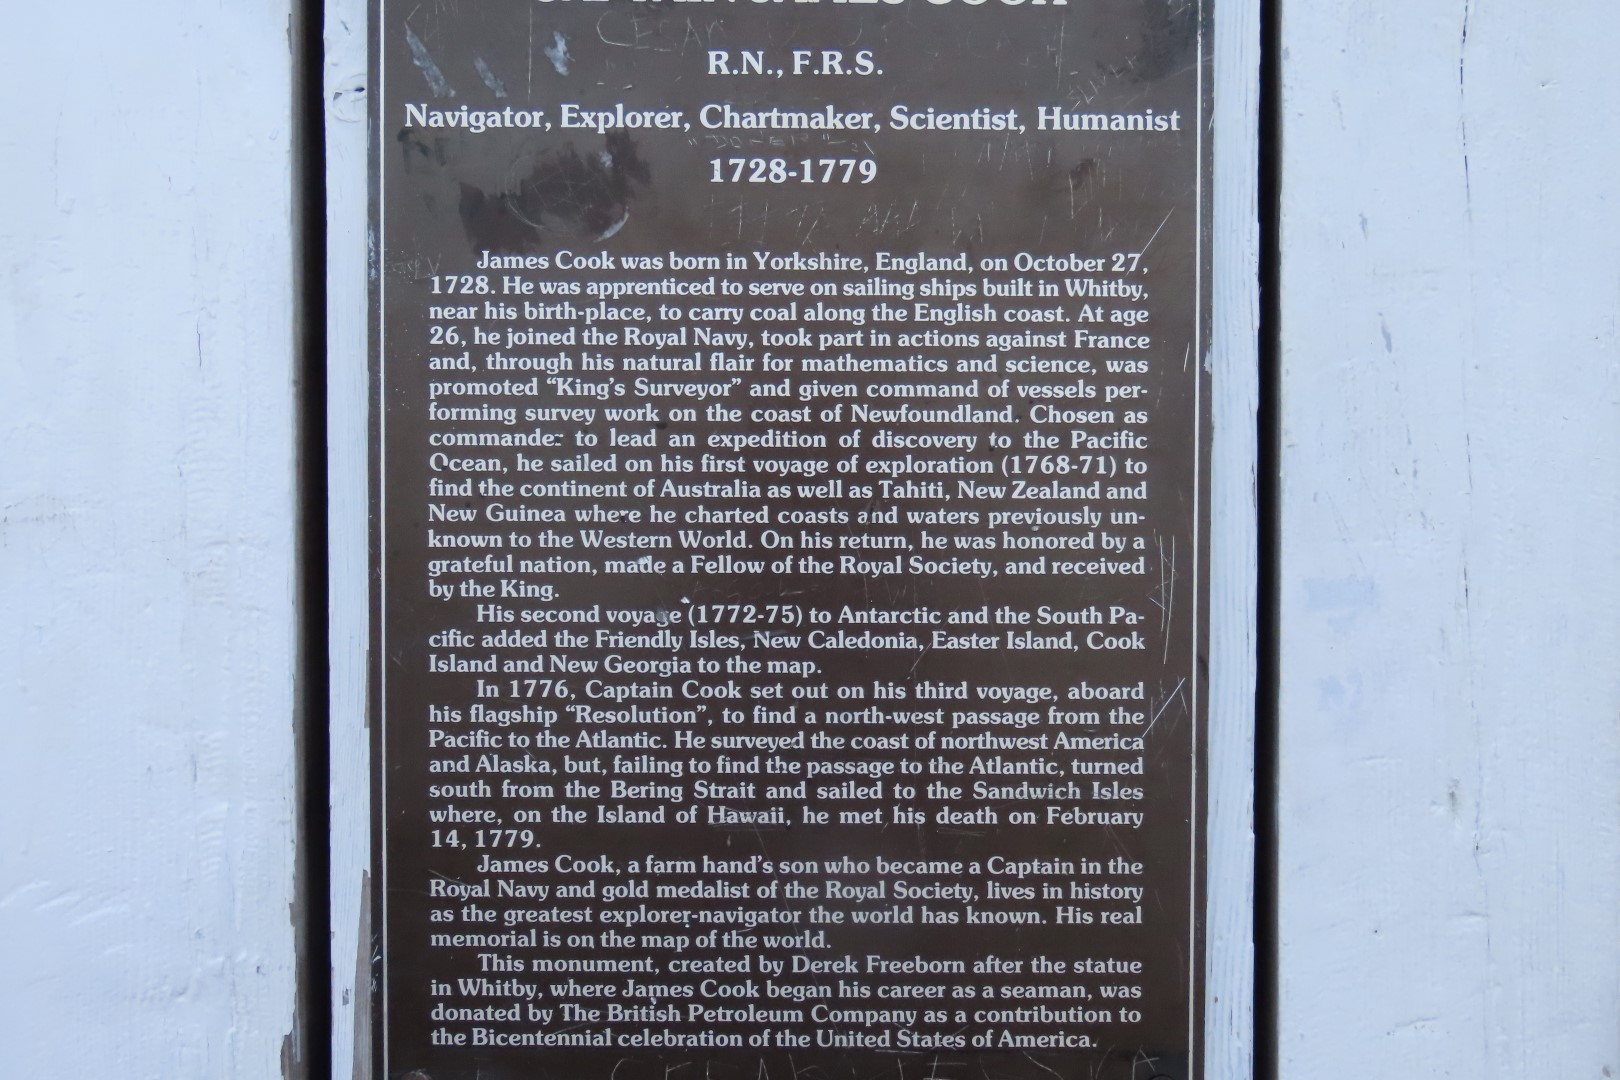 CAPTAIN JAMES COOK
R.N., F.R.S.
Navigator, Explorer, Chartmaker, Scientist, Humanist
1728-1779
James Cook was born in Yorkshire, England, on October 27,
1728. He was apprenticed to serve on sailing ships built in Whitby,
near his birth-place, to carry coal along the English coast. At age
26, he joined the Royal Navy, took part in actions against France
and, through his natural flair for mathematics and science, was
promoted “King’s Surveyor” and given command of vessels per-
forming survey work on the coast of Newfoundland. Chosen as
commander to lead an expedition of discovery to the Pacific
Ocean, he sailed on his first voyage of exploration (1768-71) to
find the continent of Australia as well as Tahiti, New Zealand and
New Guinea where he charted coasts and waters previously un-
known to the Western World. On his return, he was honored by a
grateful nation, made a Fellow of the Royal Society, and received
by the King.
His second voyage (1772-75) to Antarctic and the South Pa-
cific added the Friendly Isles, New Caledonia, Easter Island, Cook
Island and New Georgia to the map.
In 1776, Captain Cook set out on his third voyage, aboard
his flagship “Resolution”, to find a north-west passage from the
Pacific to the Atlantic. He surveyed the coast of northwest America
and Alaska, but, failing to find the passage to the Atlantic, turned
south from the Bering Strait and sailed to the Sandwich Isles
where, on the Island of Hawaii, he met his death on February
14, 1779.
James Cook, a farm hand’s son who became a Captain in the
Royal Navy and gold medalist of the Royal Society, lives in history
as the greatest explorer-navigator the world has known. His real
memorial is on the map of the world.
This monument, created by Derek Freeborn after the statue
in Whitby, where James Cook began his career as a seaman, was
donated by The British Petroleum Company as a contribution to
the Bicentennial celebration of the United States of America.